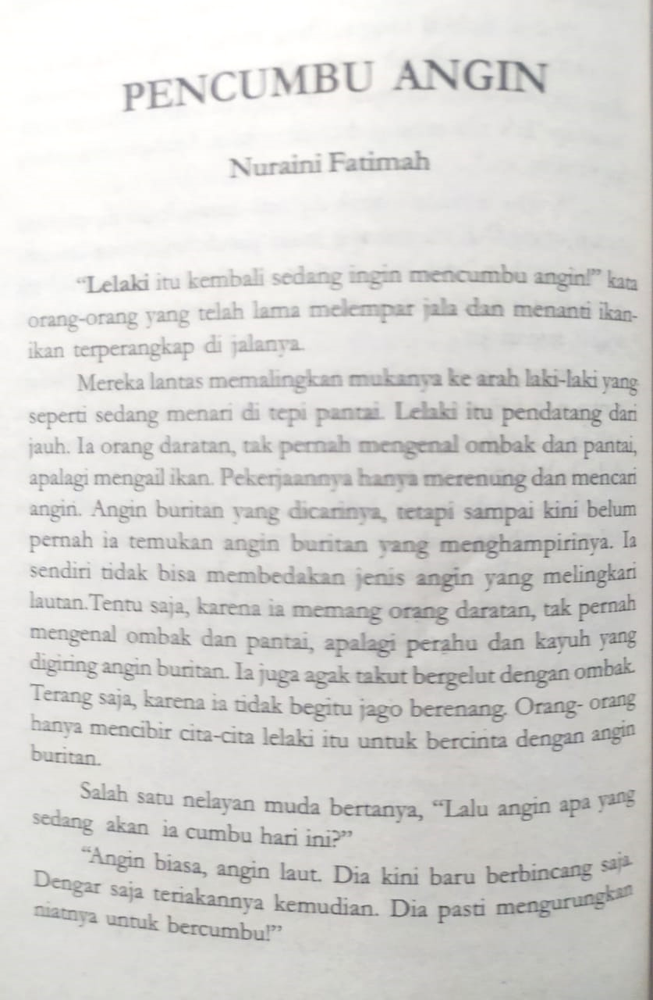 PENCUMBU ANGIN
Nuraini Fatimah
“Lelaki itu kembali sedang ingin mencumbu angin!” kata
orang-orang yang telah lama melempar jala dan menanti ikan-
ikan terperangkap di jalanya.
Mereka lantas memalingkan mukanya ke arah laki-laki yang
seperti sedang menari di tepi pantai. Lelaki itu pendatang dari
jauh. Ia orang daratan, tak pernah mengenal ombak dan pantai,
apalagi mengail ikan. Pekerjaannya hanya merenung dan mencari
angin. Angin buritan yang dicarinya, tetapi sampai kini belum
pernah ia temukan angin buritan yang menghampirinya. Ia
sendiri tidak bisa membedakan jenis angin yang melingkari
lautan.Tentu saja, karena ia memang orang daratan, tak pernah
mengenal ombak dan pantai, apalagi perahu dan kayuh yang
digiring angin buritan. Ia juga agak takut bergelut dengan ombak.
Terang saja, karena ia tidak begitu jago berenang. Orang- orang
hanya mencibir cita-cita lelaki itu untuk bercinta dengan angin
buritan.
Salah satu nelayan muda bertanya, “Lalu angin apa yang
sedang akan ia cumbu hari ini?”
“Angin biasa, angin laut. Dia kini baru berbincang saja.
Dengar saja teriakannya kemudian. Dia pasti mengurungkan
niatnya untuk bercumbu!”